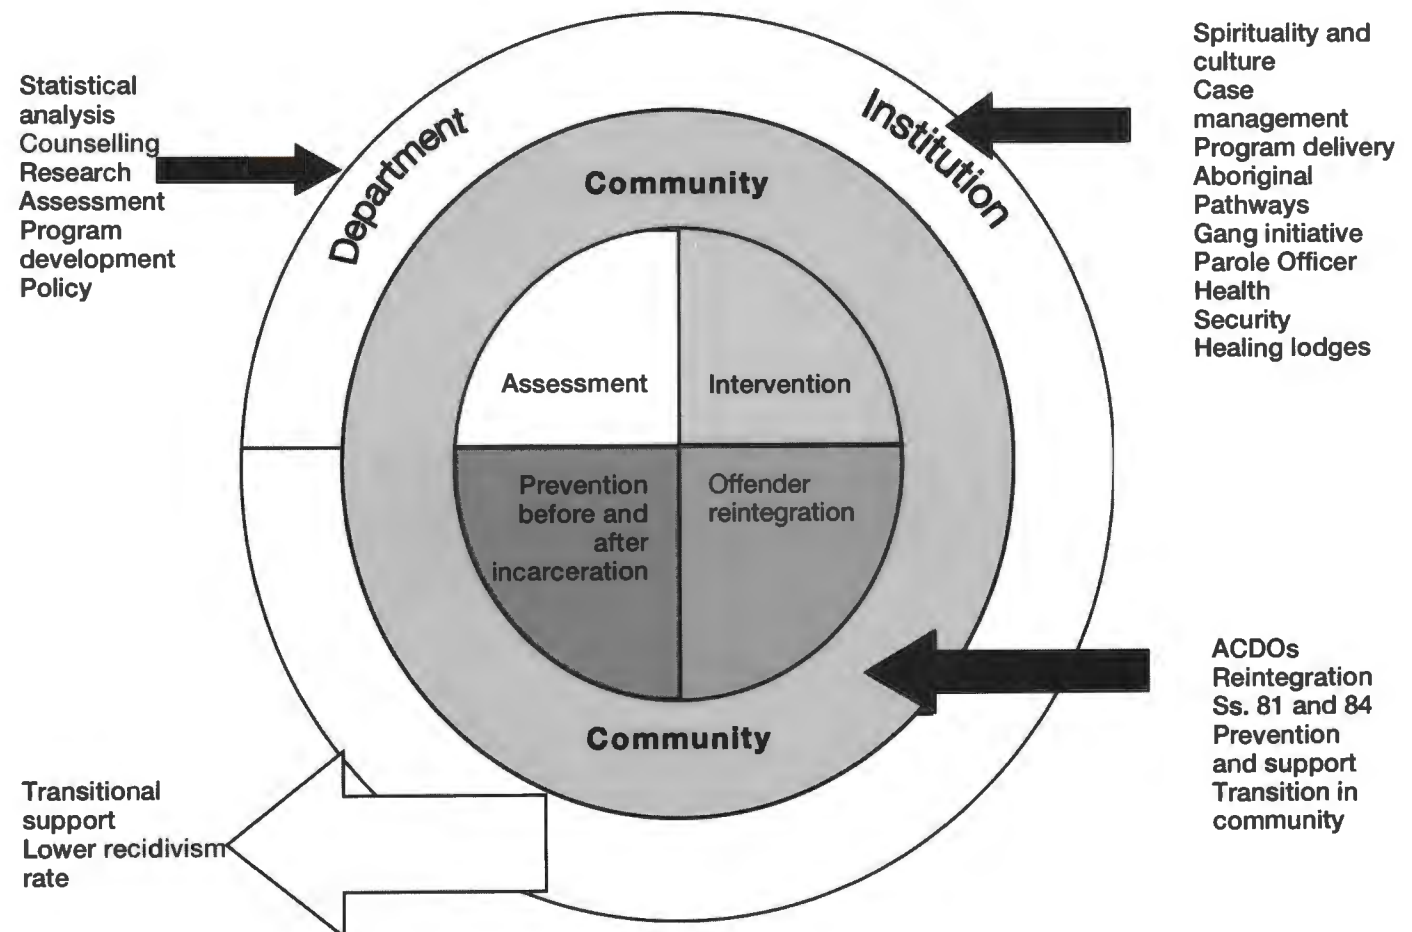 Statistical
analysis
Counselling
Research
Assessment
Program
development
Policy
Department
Institution
Spirituality and
culture
Case
management
Program delivery
Aboriginal
Pathways
Gang initiative
Parole Officer
Health
Security
Healing lodges
Community
Assessment
Intervention
Prevention
before and
after
incarceration
Offender
reintegration
Community
ACDOs
Reintegration
Ss. 81 and 84
Prevention
and support
Transition in
community
Transitional
support
Lower recidivism
rate